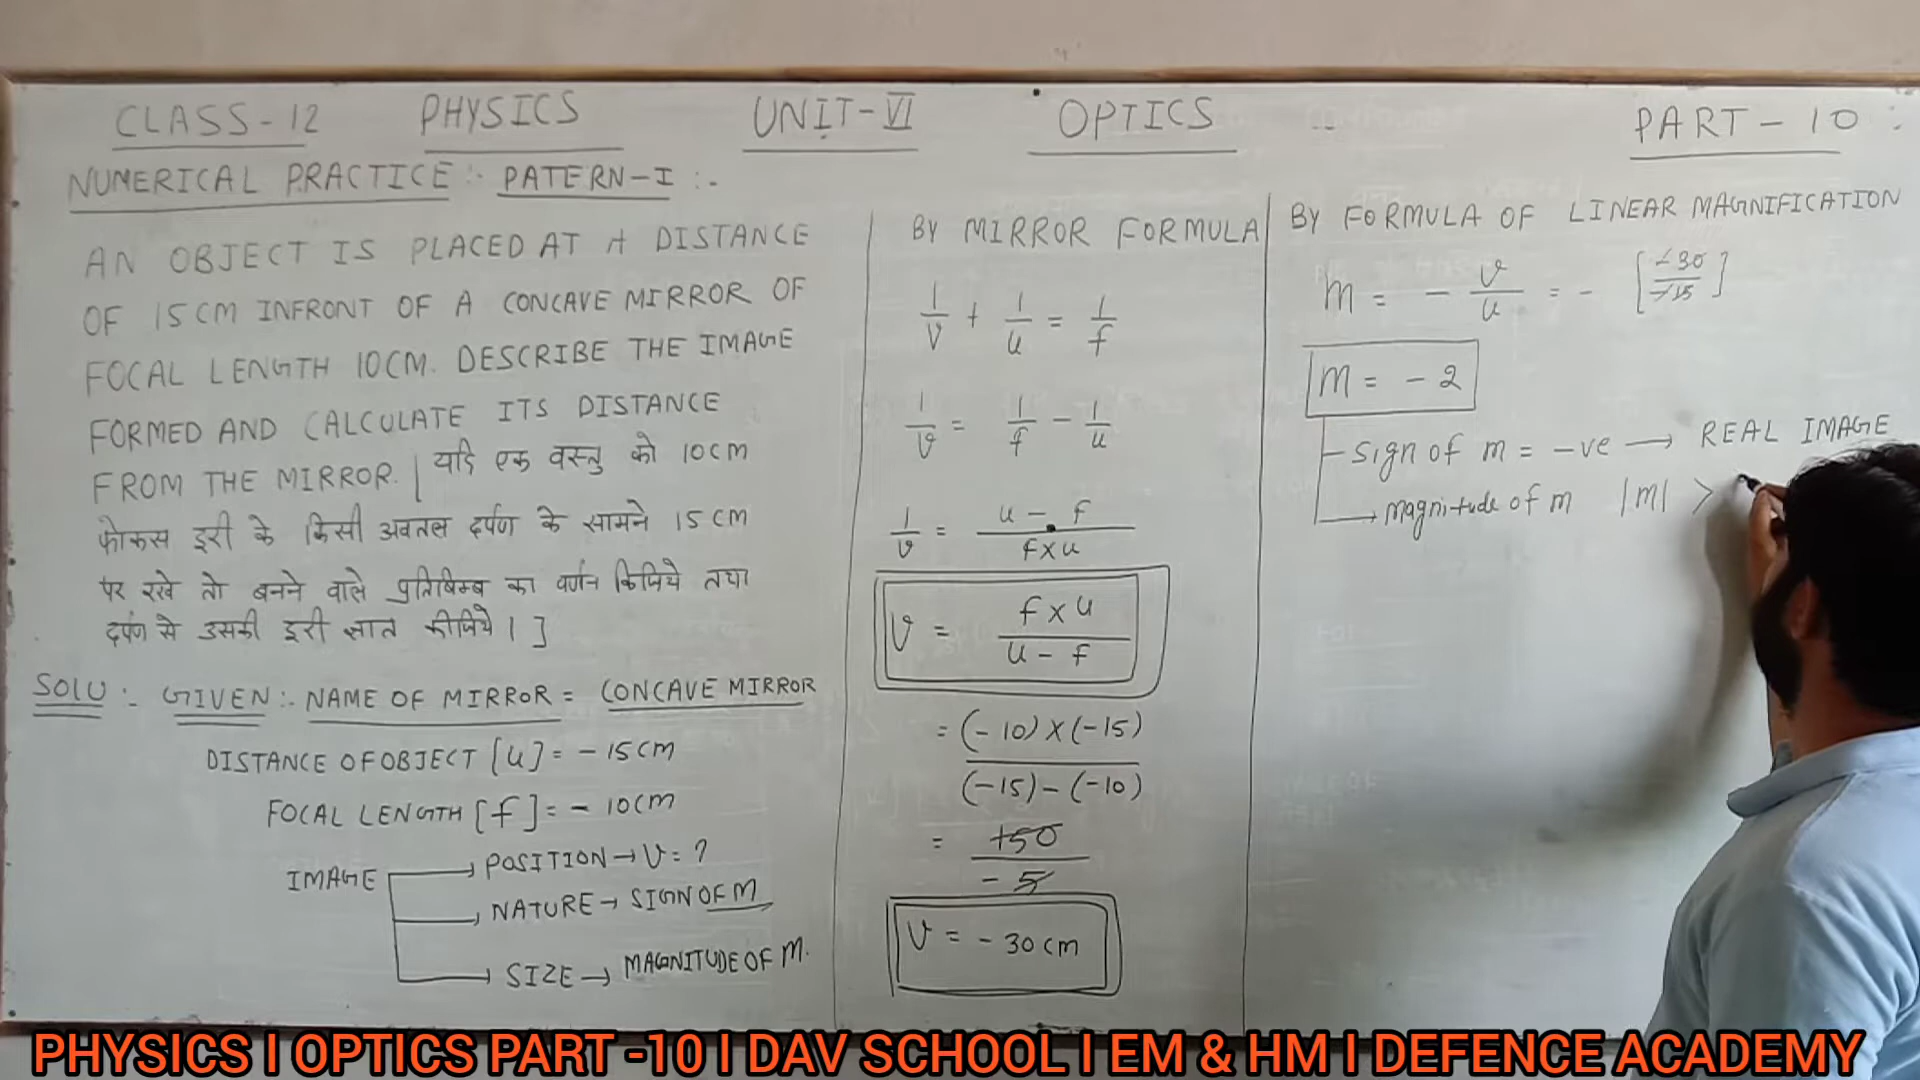 CLASS-12 PHYSICS UNIT-VI OPTICS PART-10:
NUMERICAL PRACTICE:- PATERN-I :-
AN OBJECT IS PLACED AT A DISTANCE
OF 15CM INFRONT OF A CONCAVE MIRROR OF
FOCAL LENGTH 10CM. DESCRIBE THE IMAGE
FORMED AND CALCULATE ITS DISTANCE
FROM THE MIRROR. [ यदि एक वस्तु को 10CM
फोकस दूरी के किसी अवतल दर्पण के सामने 15CM
पर रखे तो बनने वाले प्रतिबिम्ब का वर्णन किजिये तथा
दर्पण से उसकी दूरी ज्ञात कीजिये । ]
SOLU:- GIVEN:- NAME OF MIRROR = CONCAVE MIRROR
DISTANCE OF OBJECT [u] = -15CM
FOCAL LENGTH [f] = -10CM
IMAGE
POSITION → V = ?
NATURE → SIGN OF M
SIZE → MAGNITUDE OF M.
BY MIRROR FORMULA
1/V + 1/u = 1/f
1/V = 1/f - 1/u
1/V = u - f / f×u
V = f×u / u - f
= (-10)×(-15) / (-15)-(-10)
= +50 / -5
V = -30cm
BY FORMULA OF LINEAR MAGNIFICATION
m = - v/u = - [-30/-15]
m = -2
sign of m = -ve → REAL IMAGE
→ magnitude of m |m| >
PHYSICS I OPTICS PART -10 I DAV SCHOOL I EM & HM I DEFENCE ACADEMY